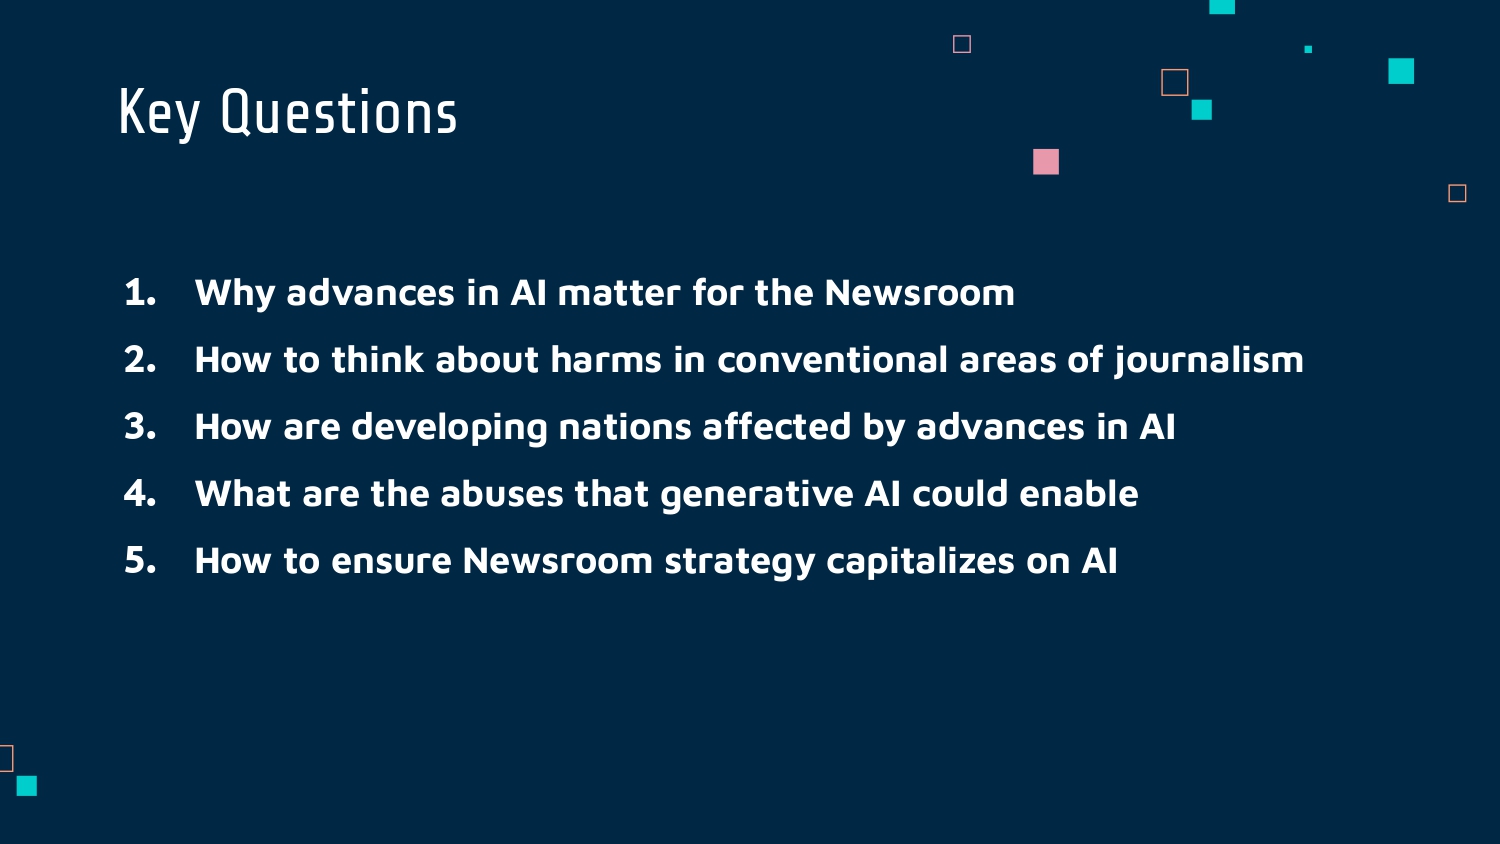 Key Questions
1. Why advances in AI matter for the Newsroom
2. How to think about harms in conventional areas of journalism
3. How are developing nations affected by advances in AI
4. What are the abuses that generative AI could enable
5. How to ensure Newsroom strategy capitalizes on AI